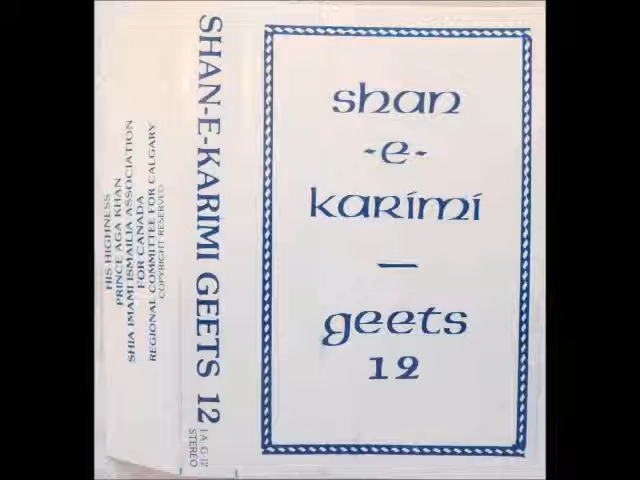 HIS HIGHNESS
PRINCE AGA KHAN
SHIA IMAMI ISMAILIA ASSOCIATION
FOR CANADA
REGIONAL COMMITTEE FOR CALGARY
COPYRIGHT RESERVED
SHAN-E-KARIMI GEETS 12
I A. G-12
STEREO
shan
-e-
karimi
—
geets
12